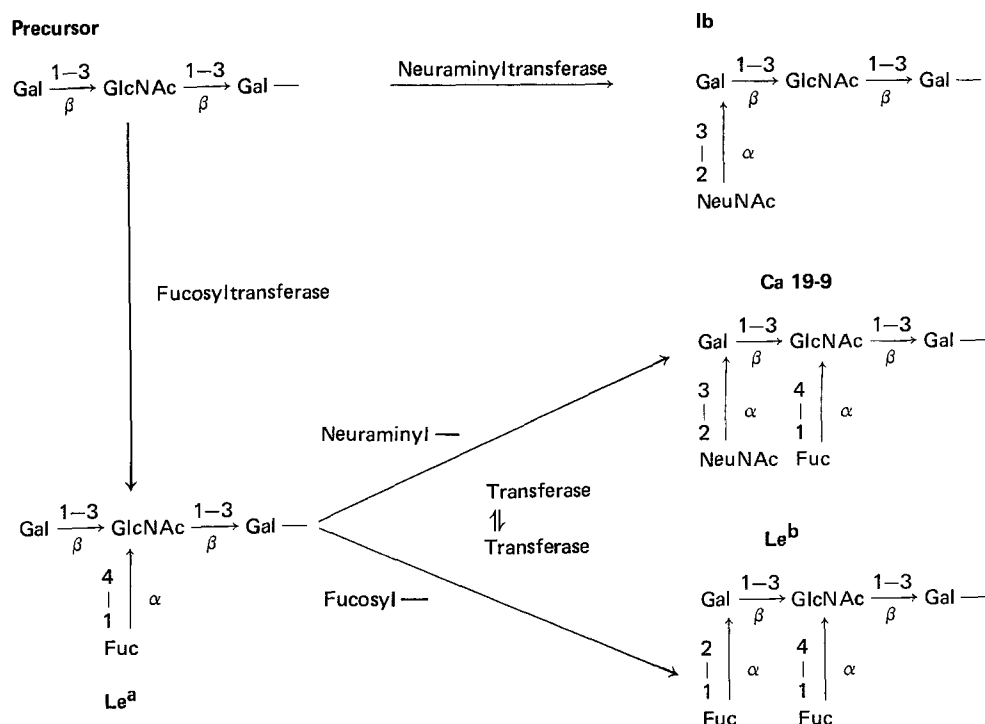 Precursor
Gal 1–3 β GlcNAc 1–3 β Gal —
Neuraminyltransferase
Ib
Gal 1–3 β GlcNAc 1–3 β Gal —
3
|
2
α
NeuNAc
Fucosyltransferase
Ca 19-9
Gal 1–3 β GlcNAc 1–3 β Gal —
3 4
| |
2 α 1 α
NeuNAc Fuc
Neuraminyl —
Transferase
⇅
Transferase
Fucosyl —
Gal 1–3 β GlcNAc 1–3 β Gal —
4
|
1
α
Fuc
Leᵃ
Leᵇ
Gal 1–3 β GlcNAc 1–3 β Gal —
2 4
| |
1 α 1 α
Fuc Fuc